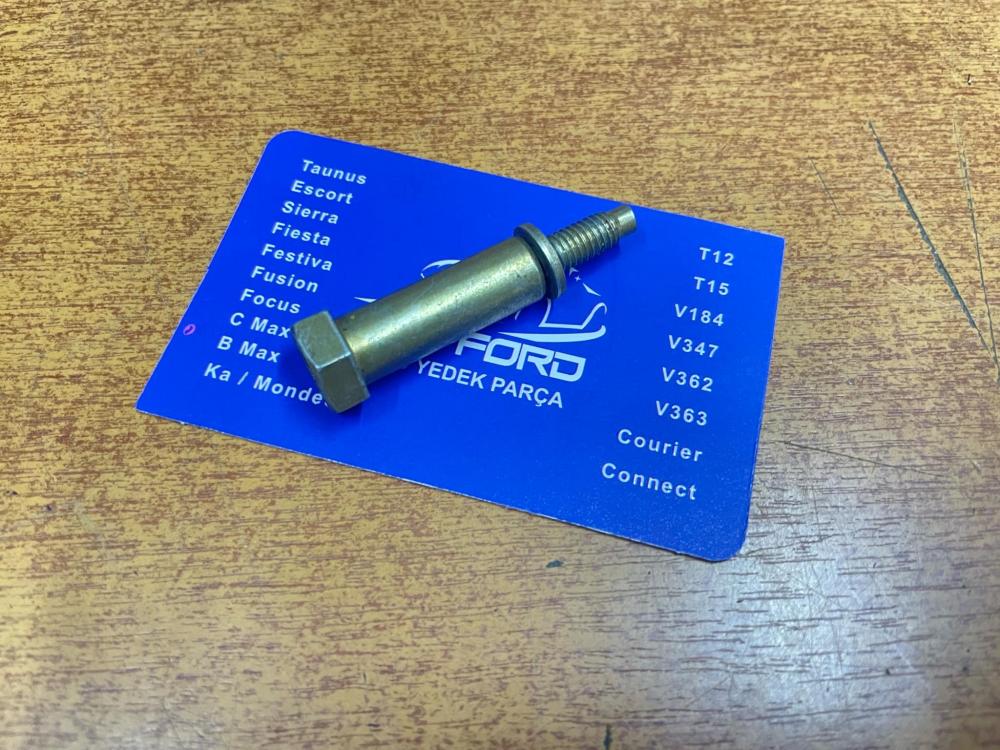 Taunus
Escort
Sierra
Fiesta
Festiva
Fusion
Focus
C Max
B Max
Ka /
FORD
YEDEK PARÇA
T12
T15
V184
V347
V362
V363
Courier
Connect